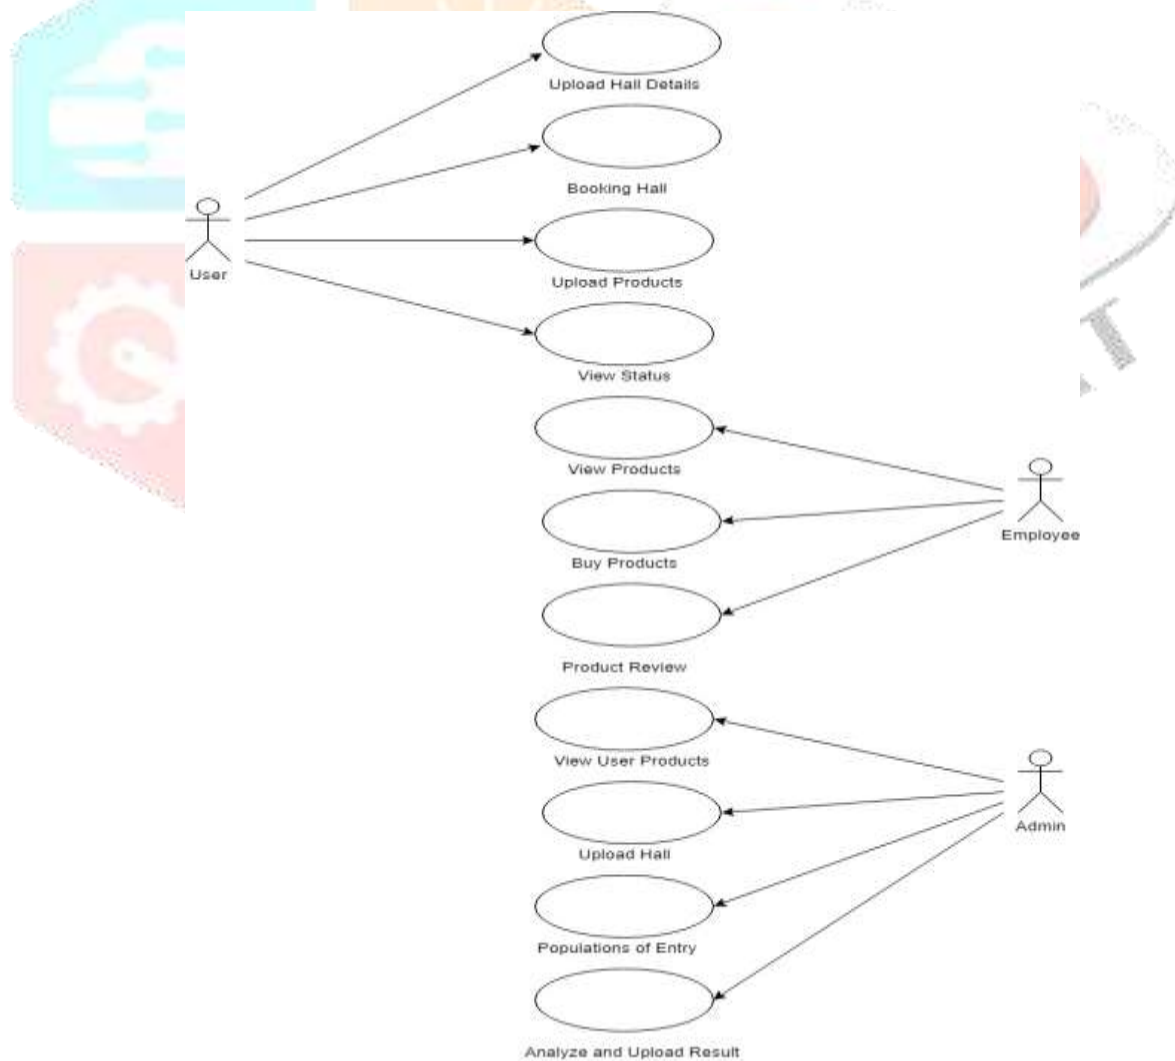 Upload Hall Details
Booking Hall
User
Upload Products
View Status
View Products
Employee
Buy Products
Product Review
View User Products
Admin
Upload Hall
Populations of Entry
Analyze and Upload Result